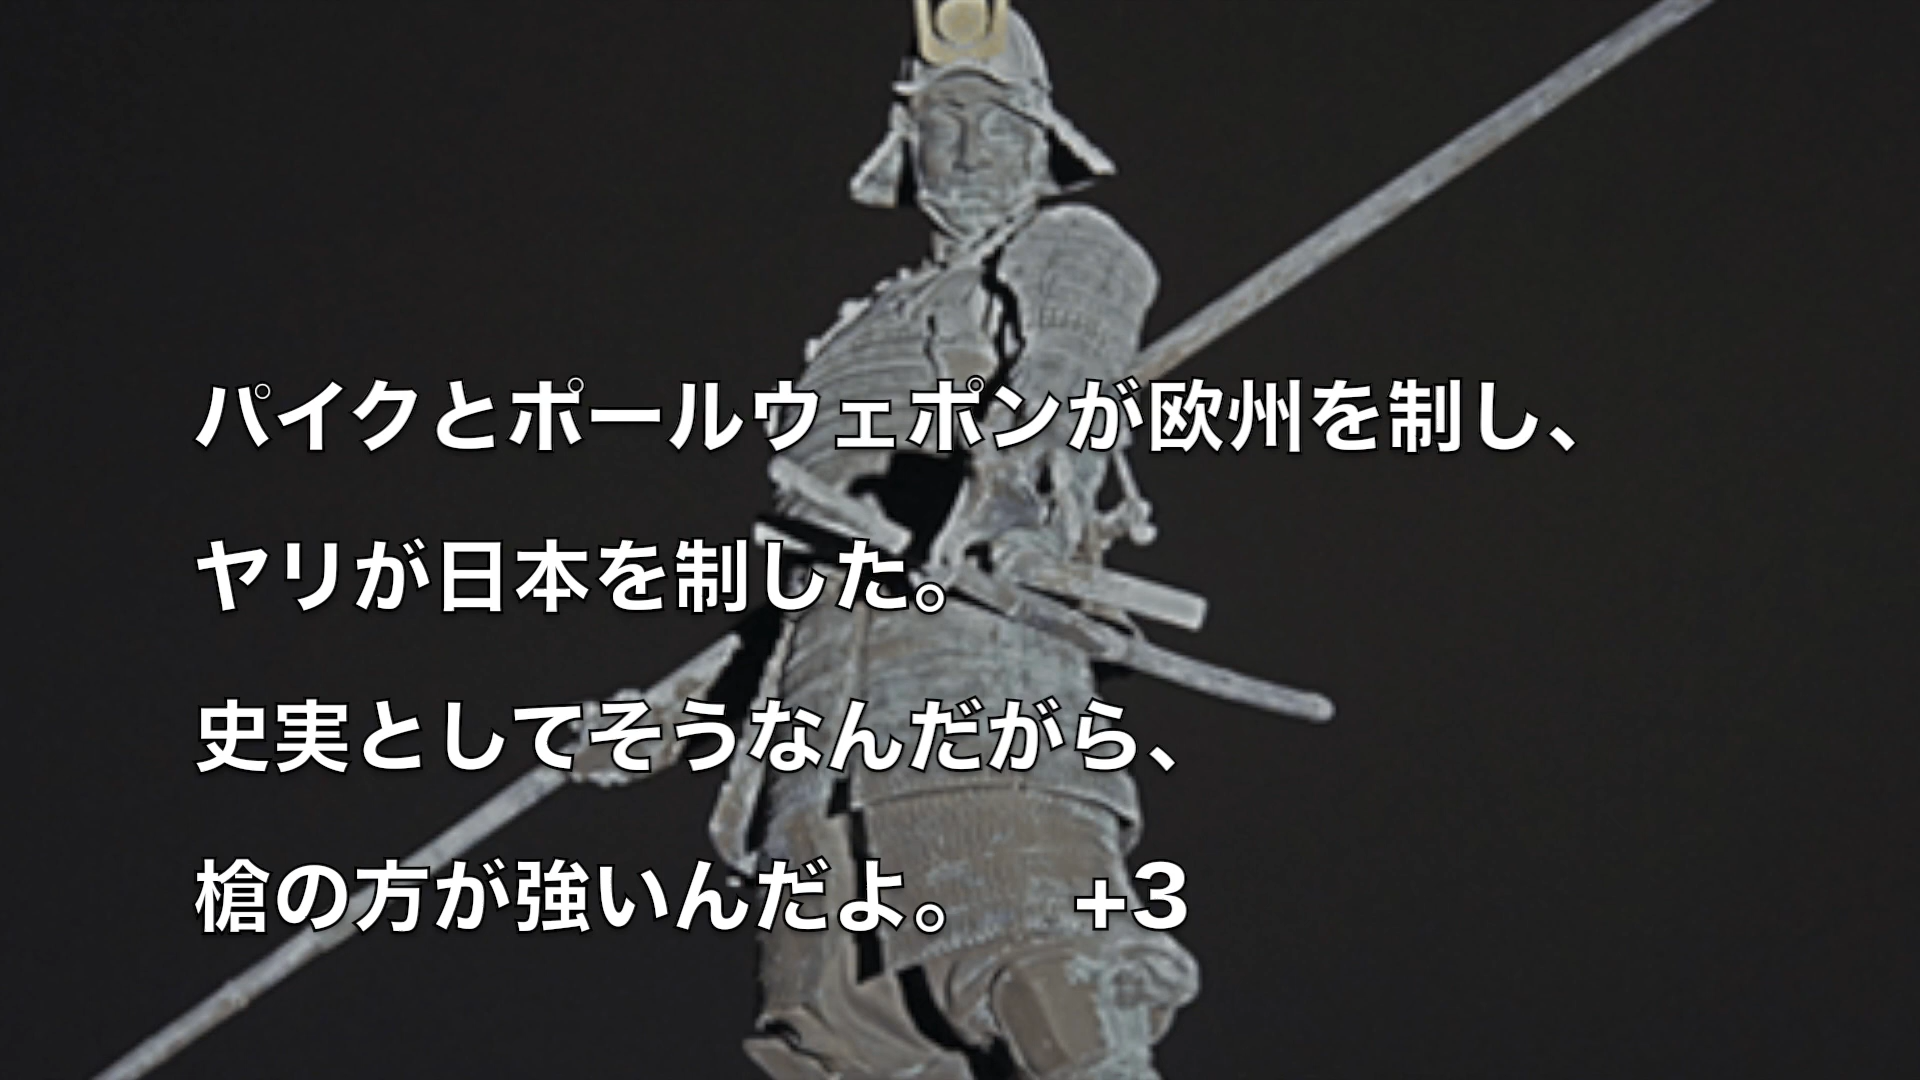 パイクとポールウェポンが欧州を制し、
ヤリが日本を制した。
史実としてそうなんだがら、
槍の方が強いんだよ。　+3